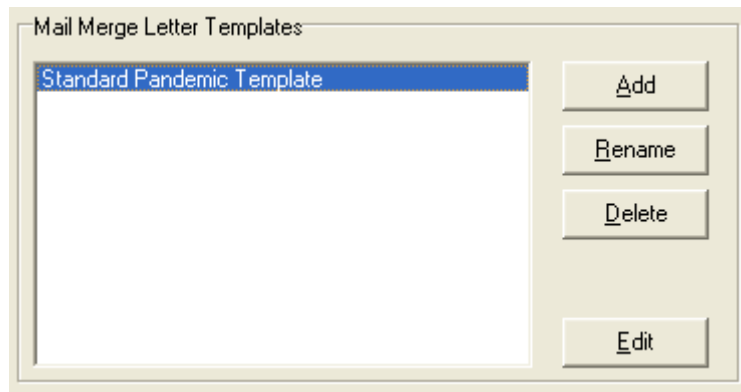 Mail Merge Letter Templates
Standard Pandemic Template
Add
Rename
Delete
Edit